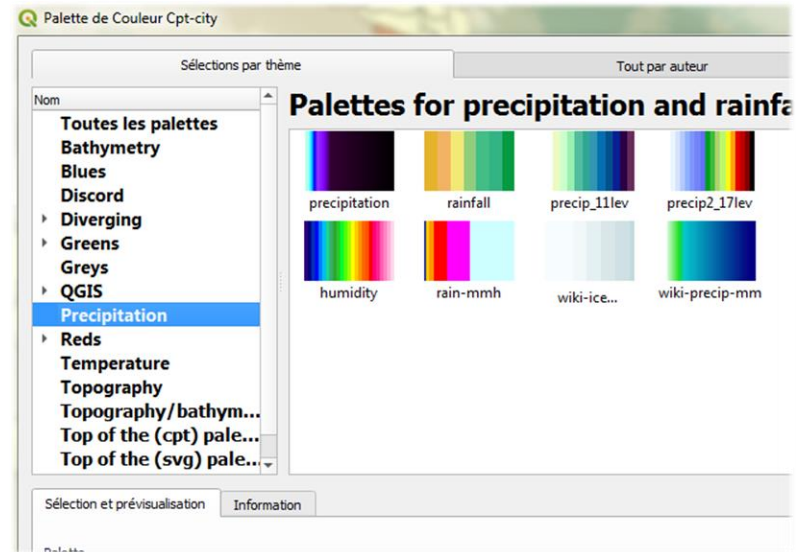 Palette de Couleur Cpt-city
Sélections par thème
Tout par auteur
Nom
Toutes les palettes
Bathymetry
Blues
Discord
Diverging
Greens
Greys
QGIS
Precipitation
Reds
Temperature
Topography
Topography/bathym...
Top of the (cpt) pale...
Top of the (svg) pale...
Palettes for precipitation and rainfa
precipitation
rainfall
precip_11lev
precip2_17lev
humidity
rain-mmh
wiki-ice...
wiki-precip-mm
Sélection et prévisualisation
Information
Palette